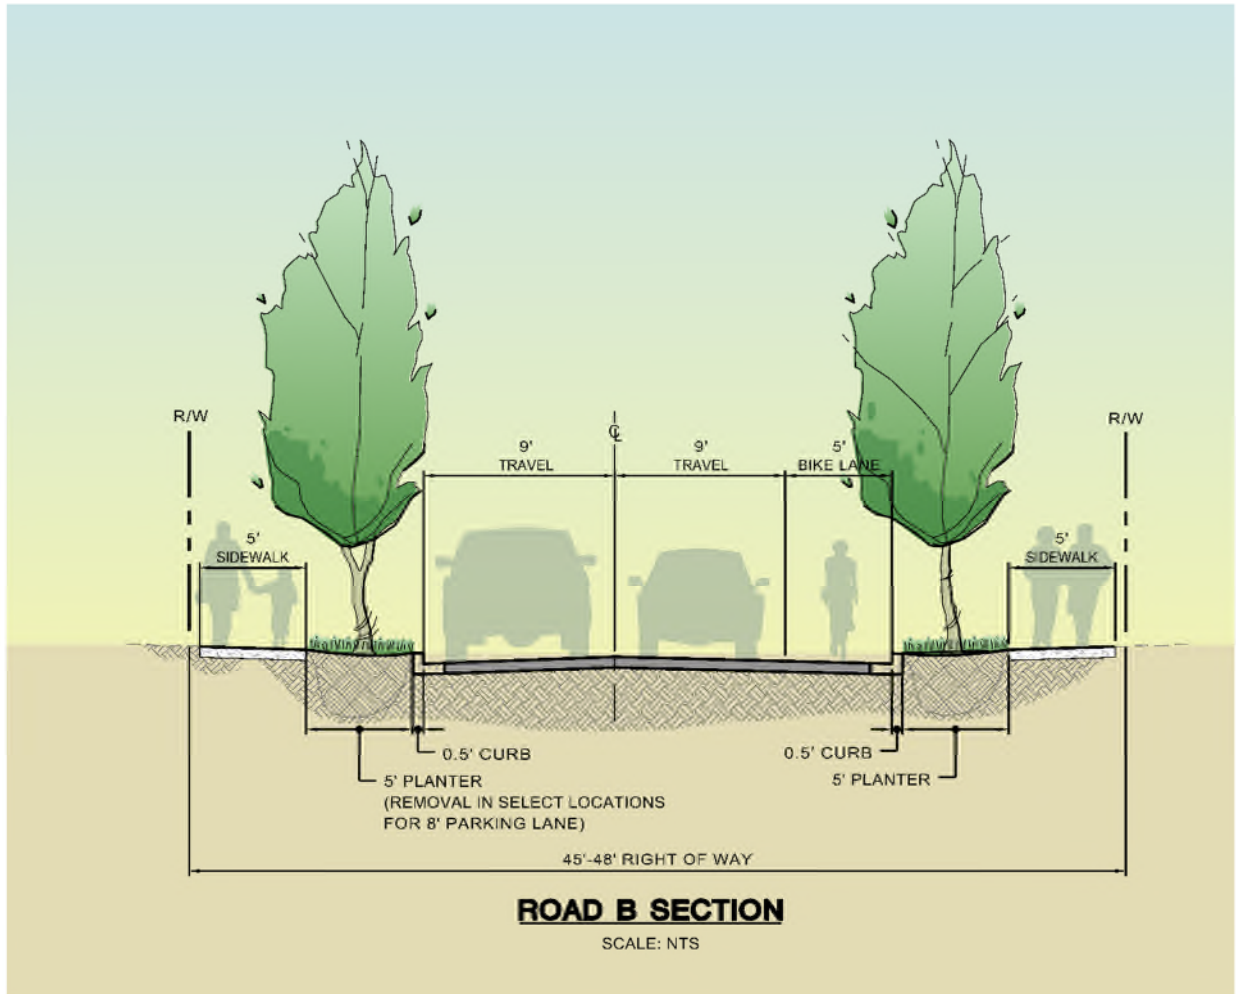 R/W
R/W
℄
9'
TRAVEL
9'
TRAVEL
5'
BIKE LANE
5'
SIDEWALK
5'
SIDEWALK
0.5' CURB
0.5' CURB
5' PLANTER
(REMOVAL IN SELECT LOCATIONS
FOR 8' PARKING LANE)
5' PLANTER
45'-48' RIGHT OF WAY
ROAD B SECTION
SCALE: NTS